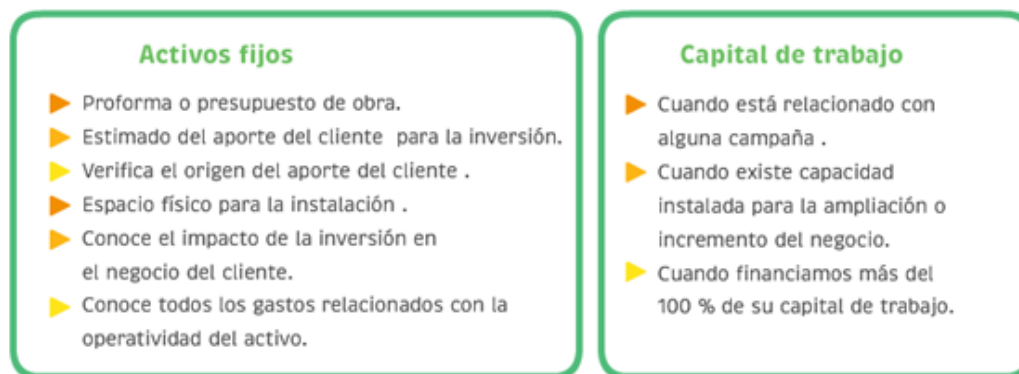 Activos fijos
Proforma o presupuesto de obra.
Estimado del aporte del cliente para la inversión.
Verifica el origen del aporte del cliente .
Espacio físico para la instalación .
Conoce el impacto de la inversión en
el negocio del cliente.
Conoce todos los gastos relacionados con la
operatividad del activo.
Capital de trabajo
Cuando está relacionado con
alguna campaña .
Cuando existe capacidad
instalada para la ampliación o
incremento del negocio.
Cuando financiamos más del
100 % de su capital de trabajo.